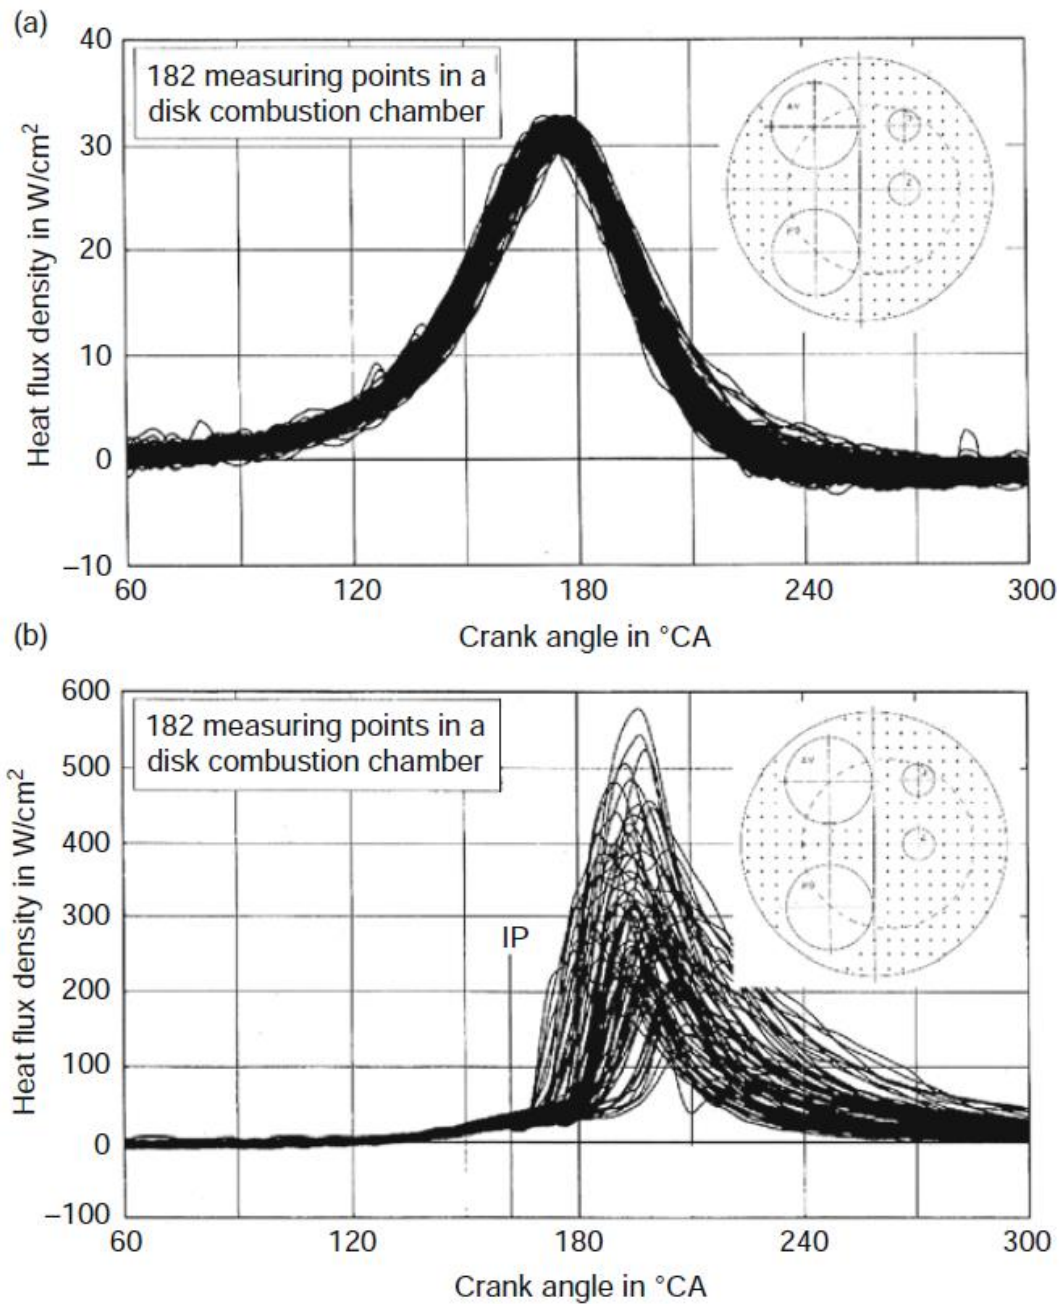 (a)
40
30
20
10
0
−10
Heat flux density in W/cm²
182 measuring points in a
disk combustion chamber
60 120 180 240 300
Crank angle in °CA
(b)
600
500
400
300
200
100
0
−100
Heat flux density in W/cm²
182 measuring points in a
disk combustion chamber
IP
60 120 180 240 300
Crank angle in °CA